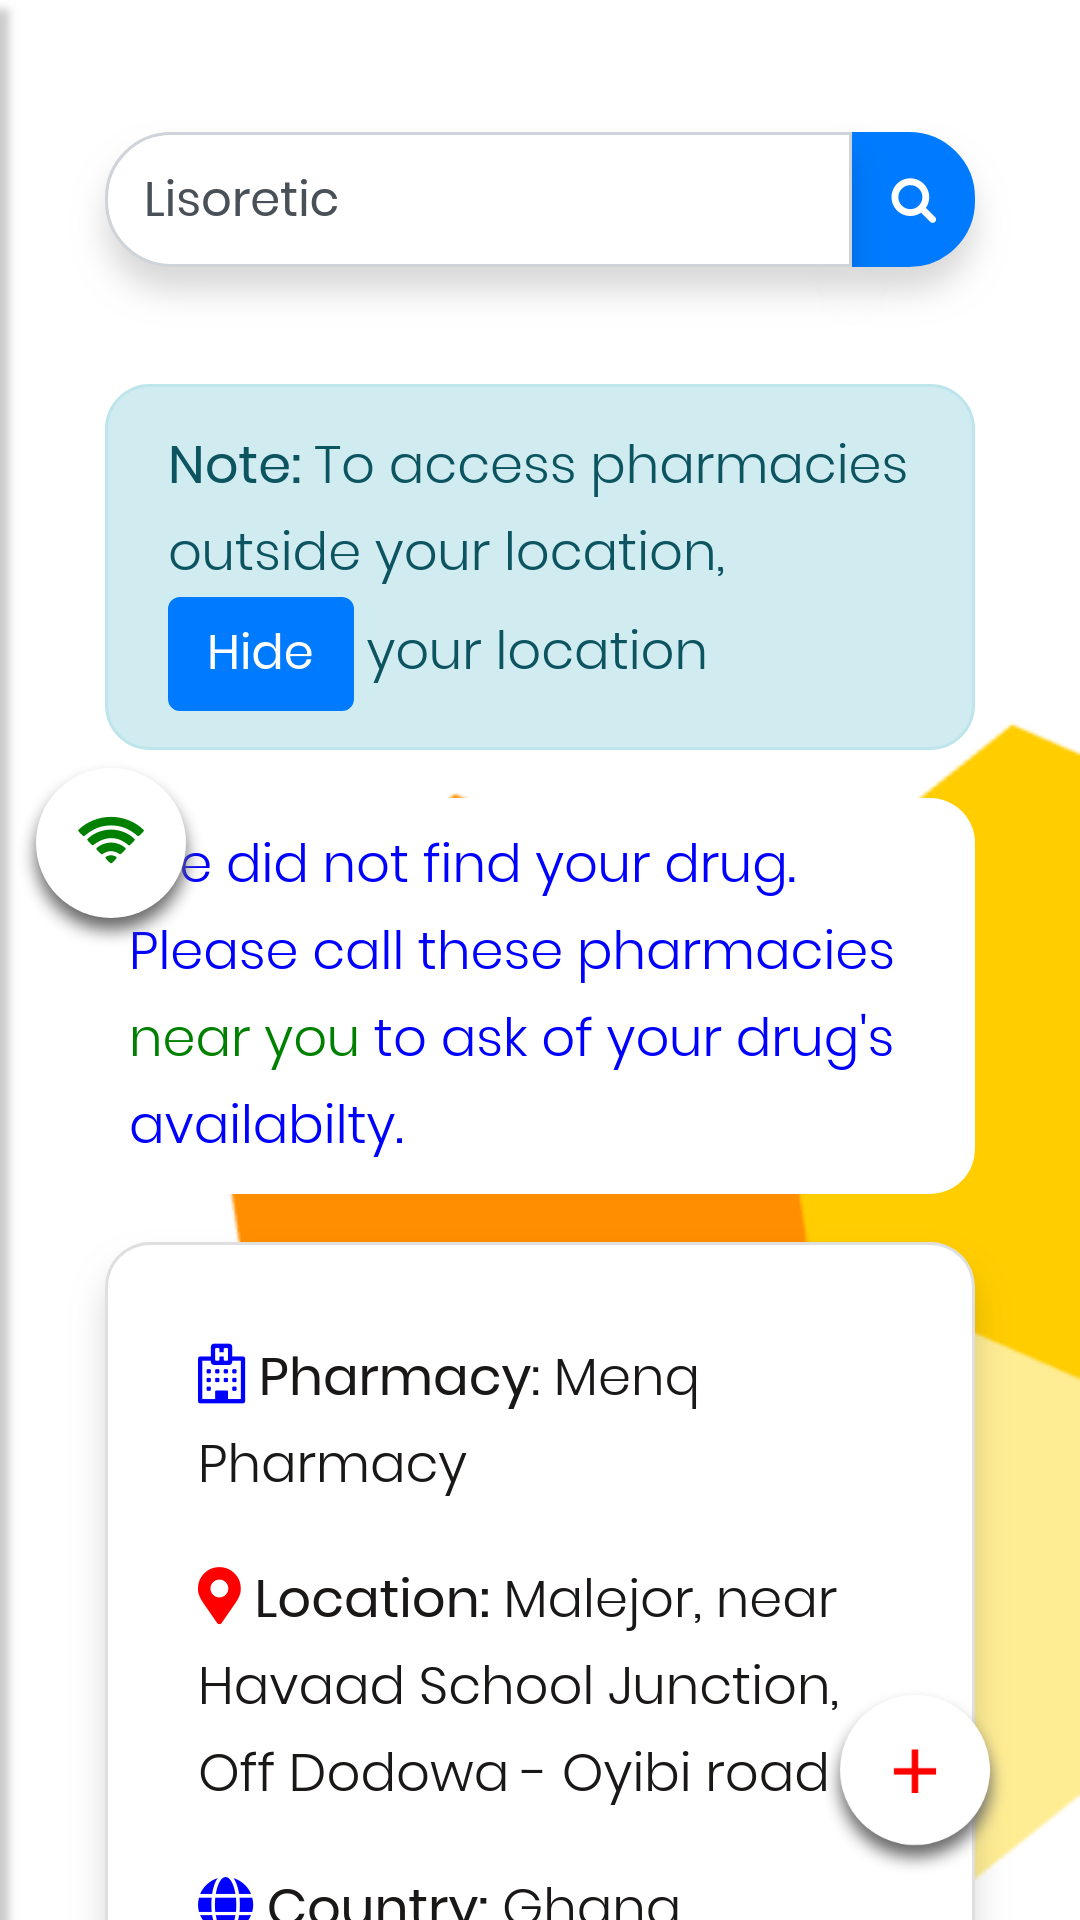 Lisoretic
Note: To access pharmacies
outside your location,
Hide your location
e did not find your drug.
Please call these pharmacies
near you to ask of your drug's
availabilty.
Pharmacy: Menq
Pharmacy
Location: Malejor, near
Havaad School Junction,
Off Dodowa - Oyibi road
Country: Ghana